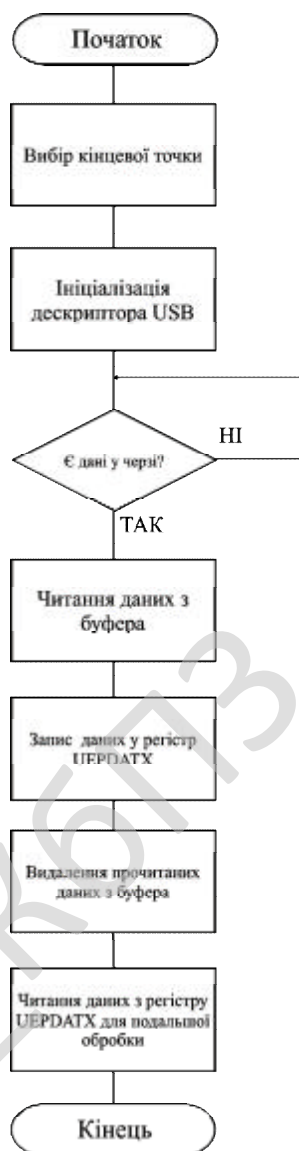 Початок
Вибір кінцевої точки
Ініціалізація
дескриптора USB
Є дані у черзі?
НІ
ТАК
Читання даних з
буфера
Запис даних у регістр
UEPDATX
Видалення прочитаних
даних з буфера
Читання даних з регістру
UEPDATX для подальшої
обробки
Кінець